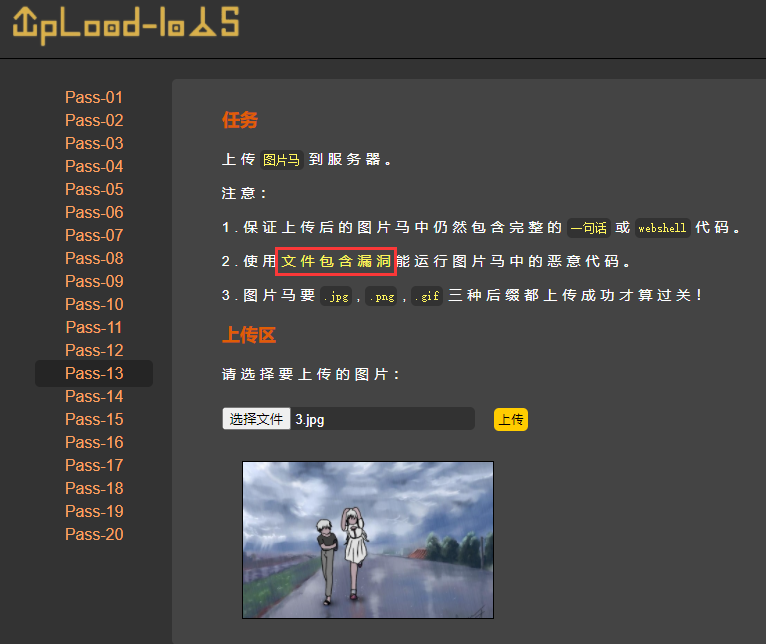 UpLoad-labs
Pass-01
Pass-02
Pass-03
Pass-04
Pass-05
Pass-06
Pass-07
Pass-08
Pass-09
Pass-10
Pass-11
Pass-12
Pass-13
Pass-14
Pass-15
Pass-16
Pass-17
Pass-18
Pass-19
Pass-20
任务
上传 图片马 到服务器。
注意：
1.保证上传后的图片马中仍然包含完整的 一句话 或 webshell 代码。
2.使用文件包含漏洞能运行图片马中的恶意代码。
3.图片马要 .jpg , .png , .gif 三种后缀都上传成功才算过关！
上传区
请选择要上传的图片：
选择文件 3.jpg 上传